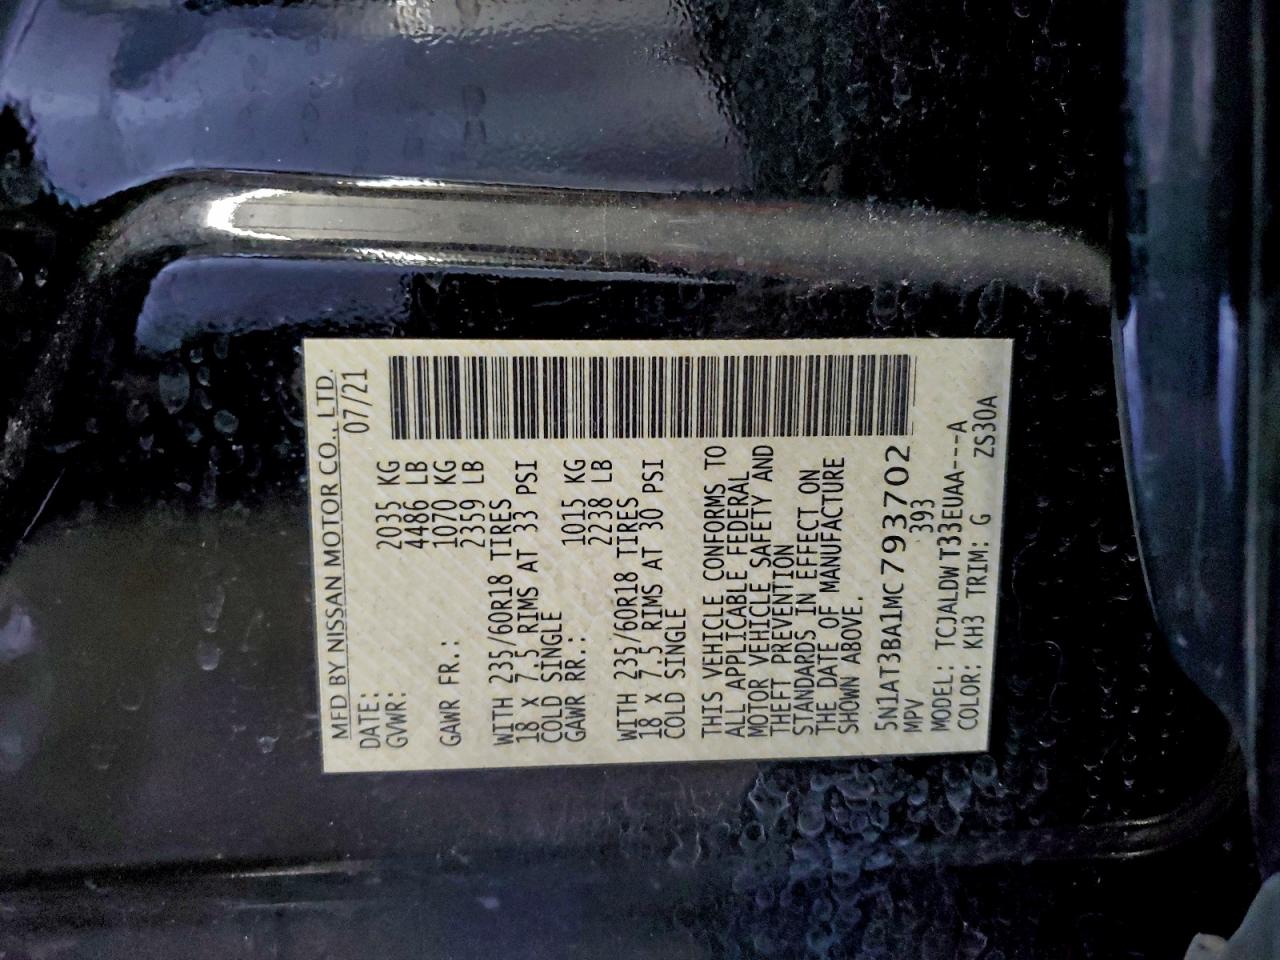 MFD BY NISSAN MOTOR CO., LTD.
DATE: 07/21
GVWR: 2035 KG
4486 LB
GAWR FR.: 1070 KG
2359 LB
WITH 235/60R18 TIRES
18 X 7.5 RIMS AT 33 PSI
COLD SINGLE
GAWR RR.: 1015 KG
2238 LB
WITH 235/60R18 TIRES
18 X 7.5 RIMS AT 30 PSI
COLD SINGLE
THIS VEHICLE CONFORMS TO
ALL APPLICABLE FEDERAL
MOTOR VEHICLE SAFETY AND
THEFT PREVENTION
STANDARDS IN EFFECT ON
THE DATE OF MANUFACTURE
SHOWN ABOVE.
5N1AT3BA1MC793702
MPV 393
MODEL: TCJALDW T33EUAA---A
COLOR: KH3 TRIM: G ZS30A